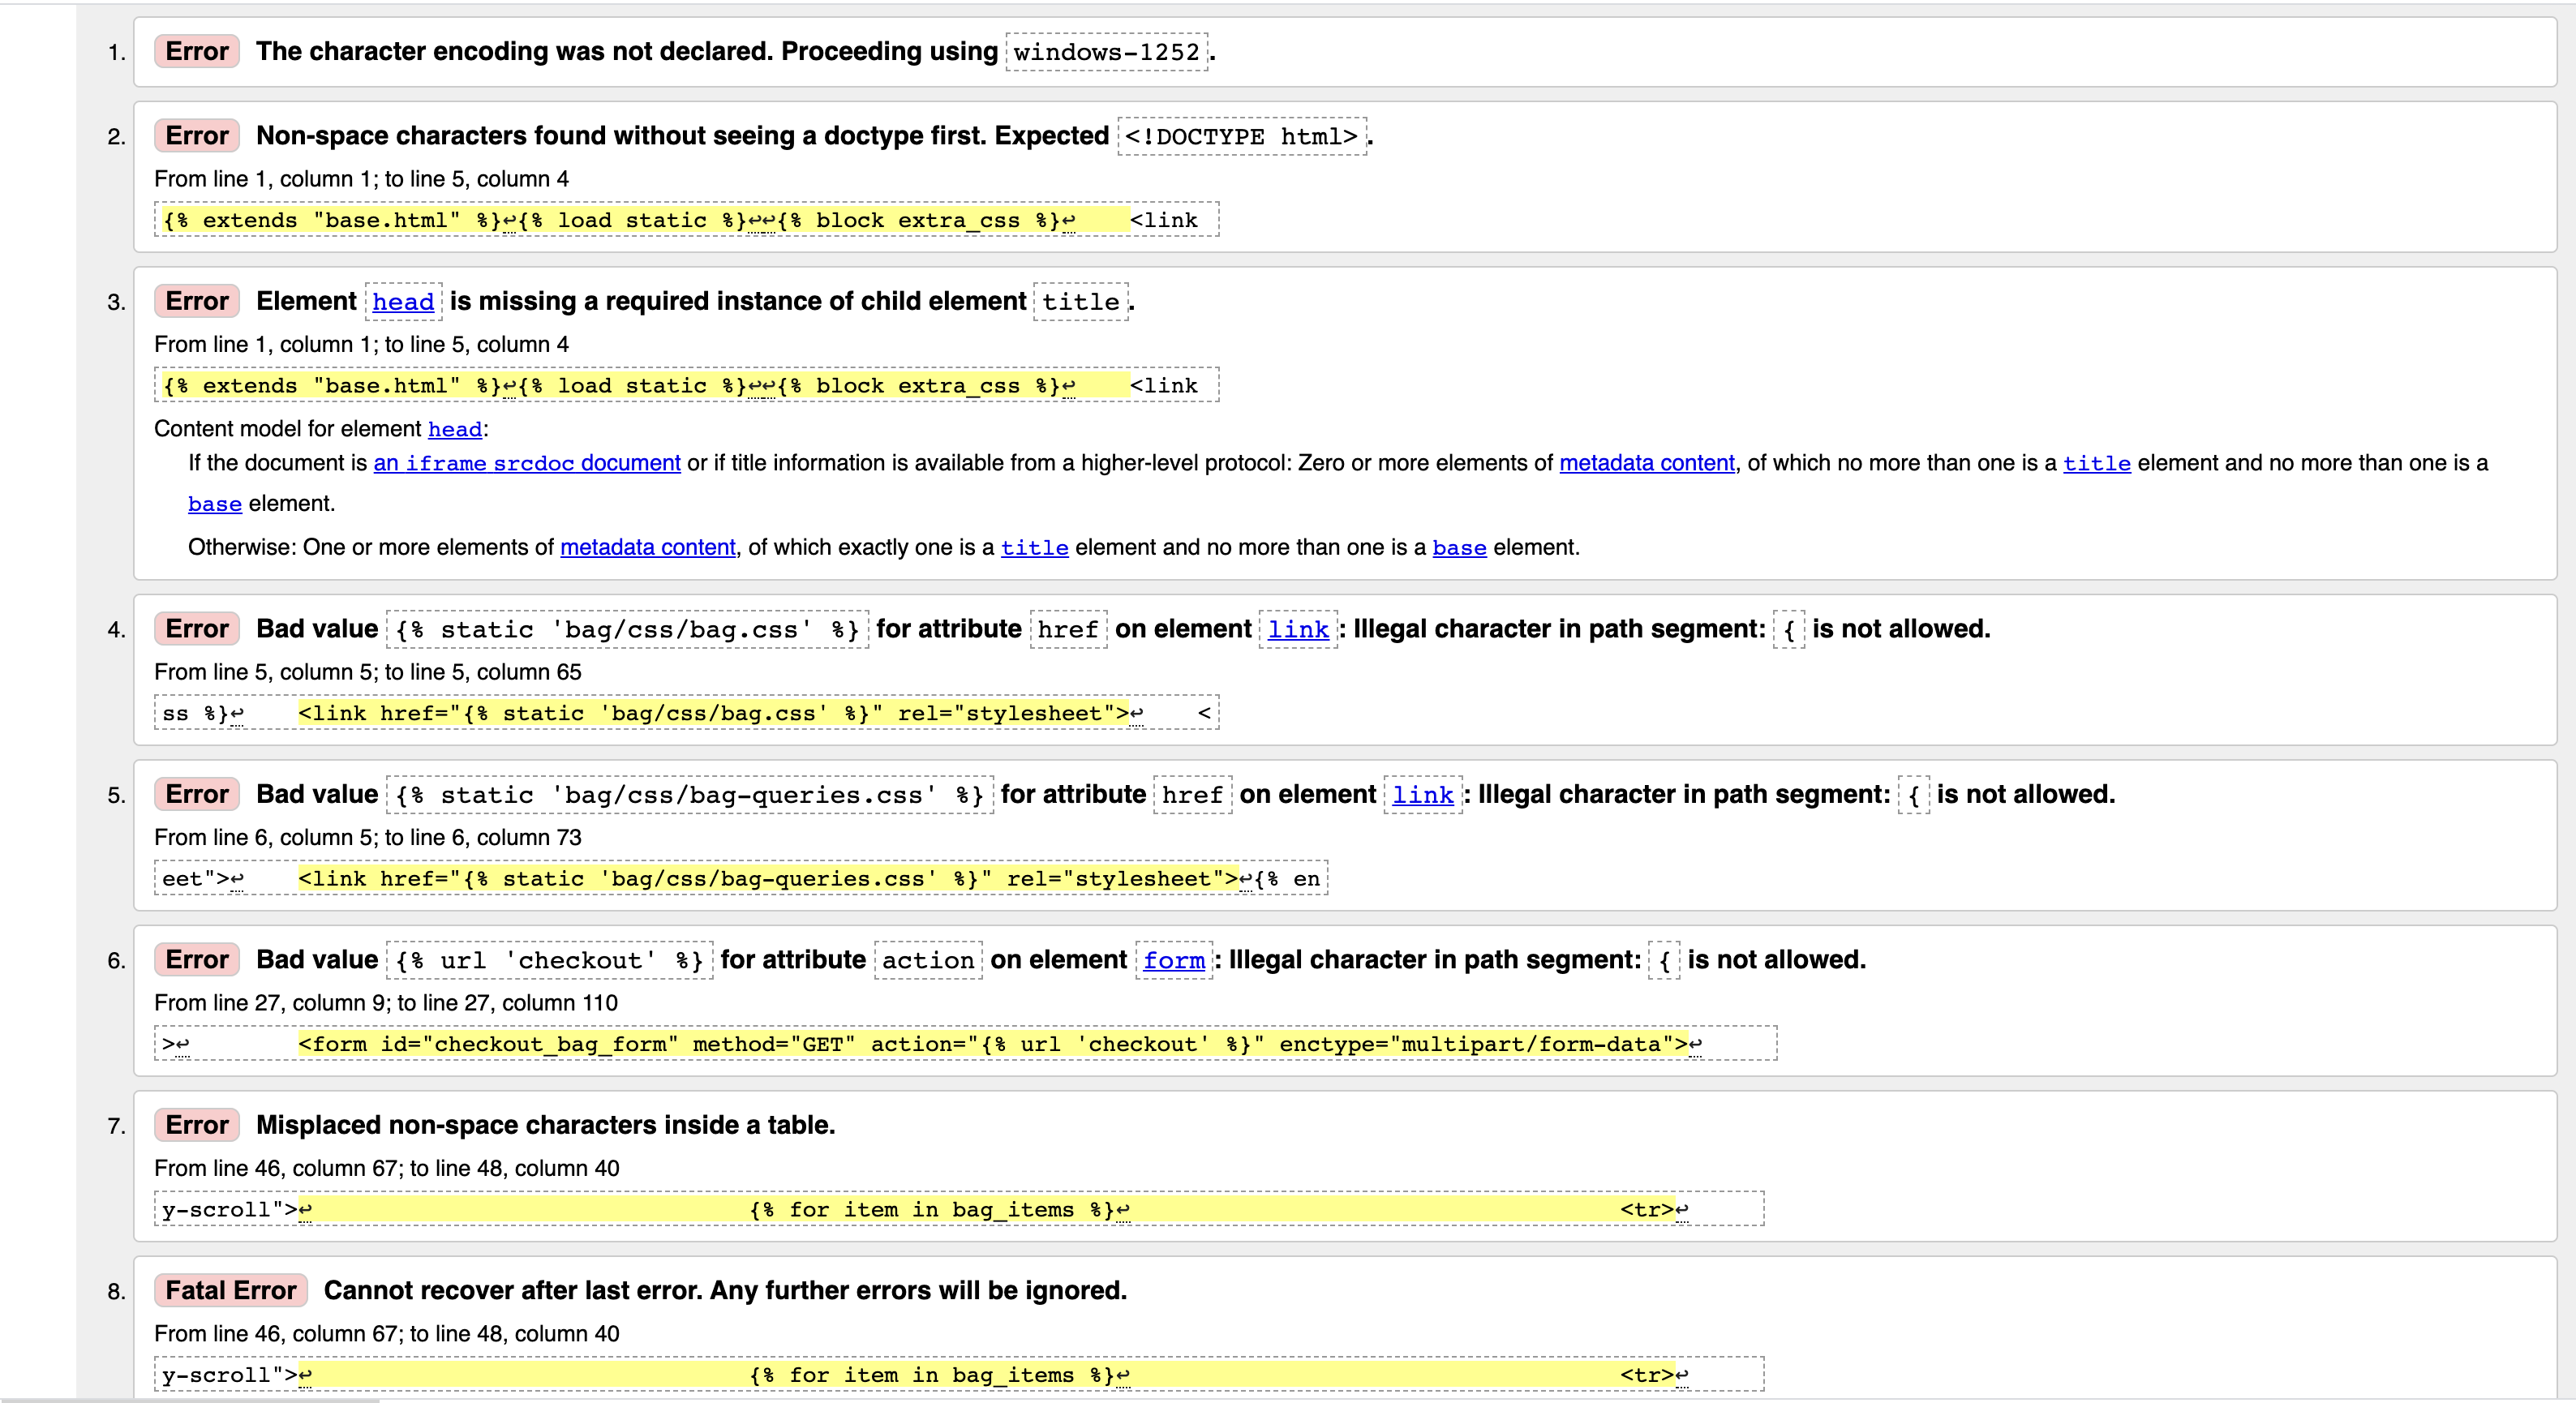 1. Error The character encoding was not declared. Proceeding using windows-1252.
2. Error Non-space characters found without seeing a doctype first. Expected <!DOCTYPE html>.
From line 1, column 1; to line 5, column 4
{% extends "base.html" %}↩{% load static %}↩↩{% block extra_css %}↩    <link
3. Error Element head is missing a required instance of child element title.
From line 1, column 1; to line 5, column 4
{% extends "base.html" %}↩{% load static %}↩↩{% block extra_css %}↩    <link
Content model for element head:
If the document is an iframe srcdoc document or if title information is available from a higher-level protocol: Zero or more elements of metadata content, of which no more than one is a title element and no more than one is a
base element.
Otherwise: One or more elements of metadata content, of which exactly one is a title element and no more than one is a base element.
4. Error Bad value {% static 'bag/css/bag.css' %} for attribute href on element link: Illegal character in path segment: { is not allowed.
From line 5, column 5; to line 5, column 65
ss %}↩    <link href="{% static 'bag/css/bag.css' %}" rel="stylesheet">↩    <
5. Error Bad value {% static 'bag/css/bag-queries.css' %} for attribute href on element link: Illegal character in path segment: { is not allowed.
From line 6, column 5; to line 6, column 73
eet">↩    <link href="{% static 'bag/css/bag-queries.css' %}" rel="stylesheet">↩{% en
6. Error Bad value {% url 'checkout' %} for attribute action on element form: Illegal character in path segment: { is not allowed.
From line 27, column 9; to line 27, column 110
>↩        <form id="checkout_bag_form" method="GET" action="{% url 'checkout' %}" enctype="multipart/form-data">↩
7. Error Misplaced non-space characters inside a table.
From line 46, column 67; to line 48, column 40
y-scroll">↩                                {% for item in bag_items %}↩                                    <tr>↩
8. Fatal Error Cannot recover after last error. Any further errors will be ignored.
From line 46, column 67; to line 48, column 40
y-scroll">↩                                {% for item in bag_items %}↩                                    <tr>↩